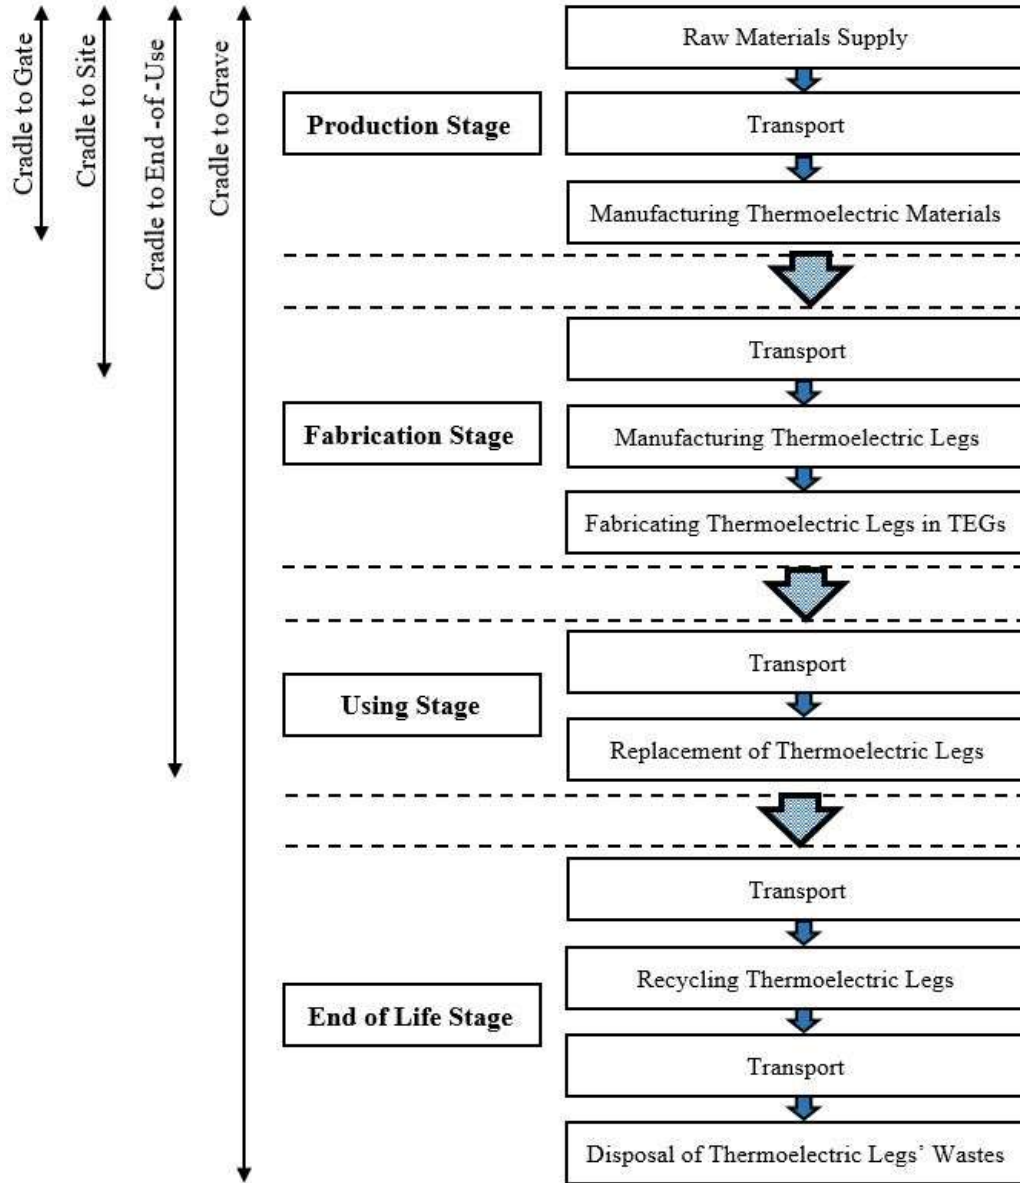 Cradle to Gate
Cradle to Site
Cradle to End -of -Use
Cradle to Grave
Production Stage
Raw Materials Supply
Transport
Manufacturing Thermoelectric Materials
Fabrication Stage
Transport
Manufacturing Thermoelectric Legs
Fabricating Thermoelectric Legs in TEGs
Using Stage
Transport
Replacement of Thermoelectric Legs
End of Life Stage
Transport
Recycling Thermoelectric Legs
Transport
Disposal of Thermoelectric Legs’ Wastes